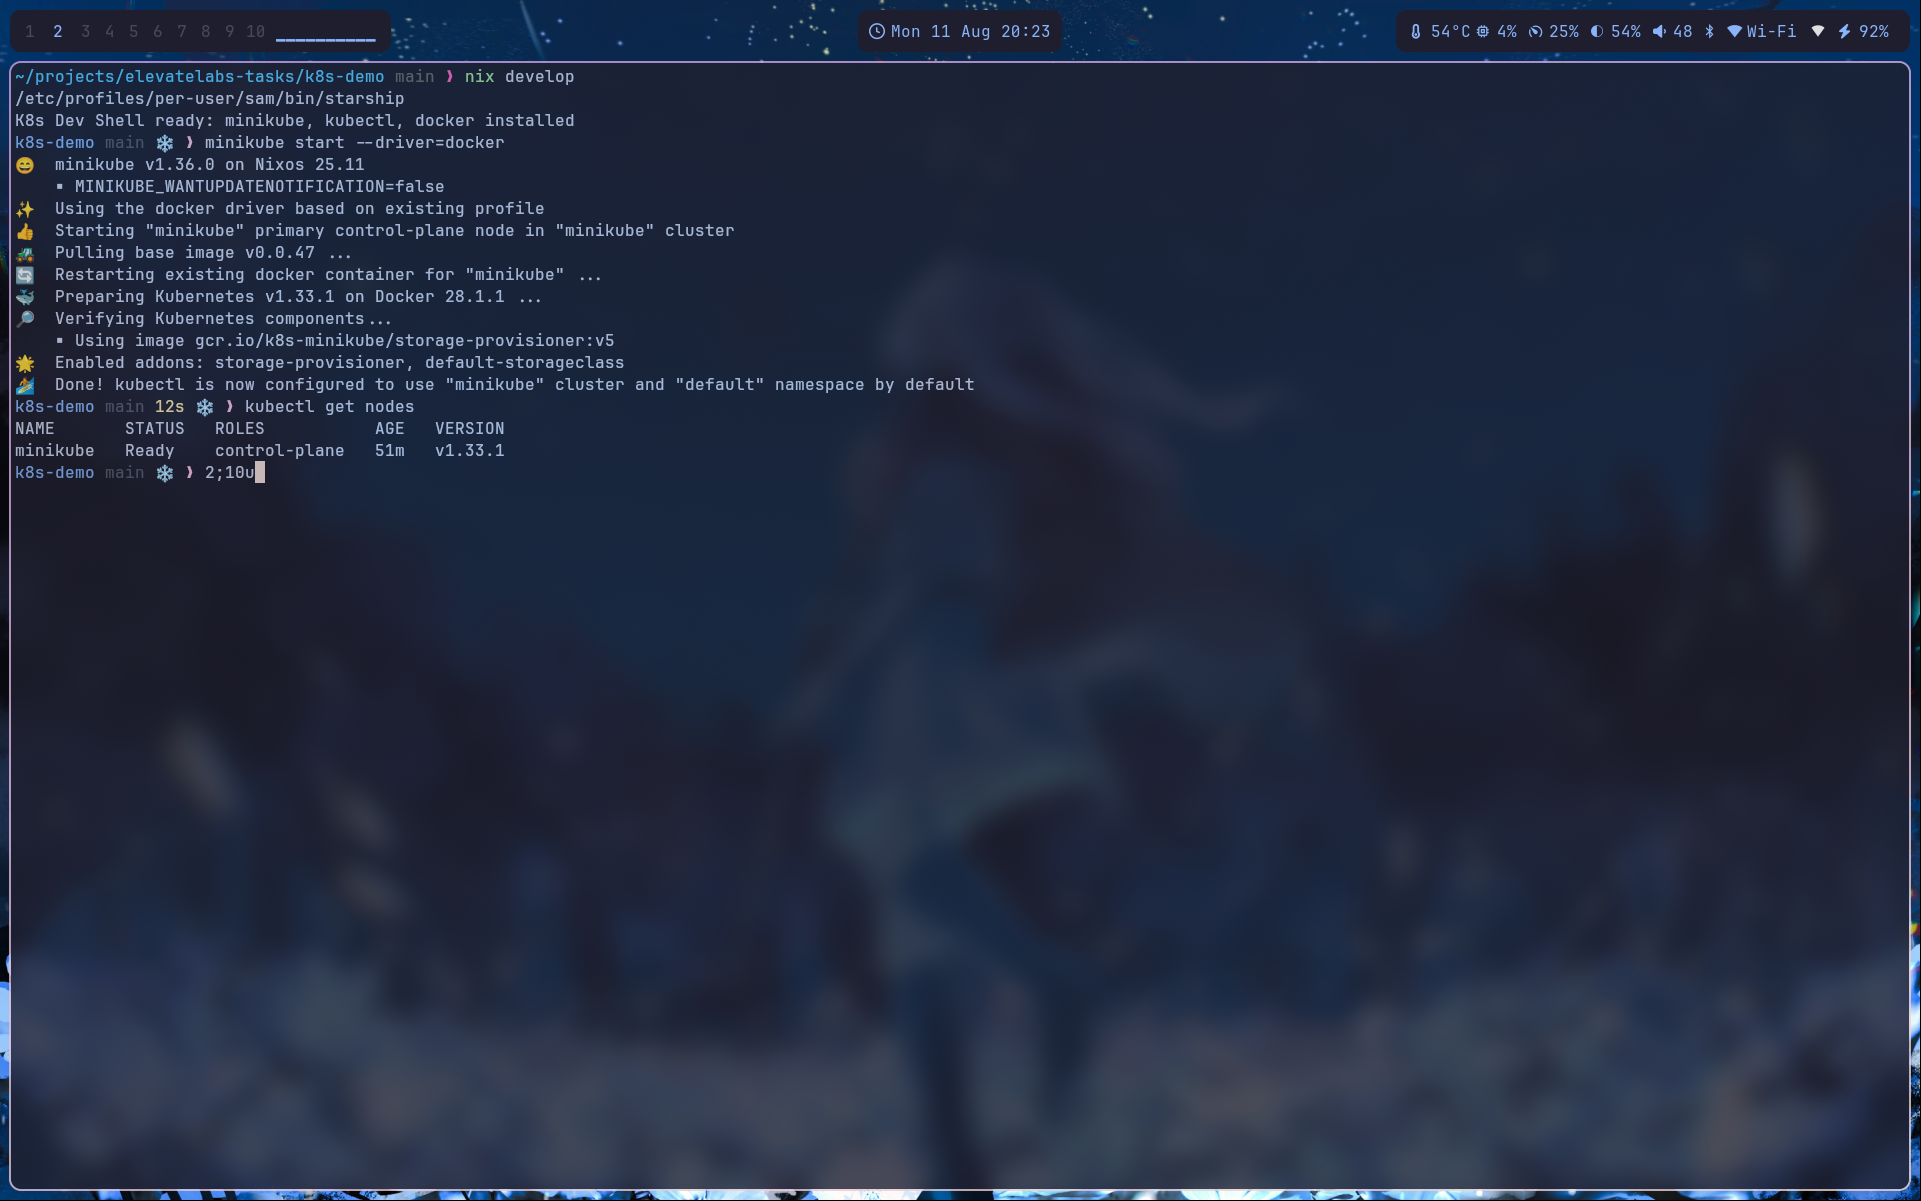 1 2 3 4 5 6 7 8 9 10
Mon 11 Aug 20:23
54°C 4% 25% 54% 48 Wi-Fi 92%
~/projects/elevatelabs-tasks/k8s-demo main ❯ nix develop
/etc/profiles/per-user/sam/bin/starship
K8s Dev Shell ready: minikube, kubectl, docker installed
k8s-demo main ❄️ ❯ minikube start --driver=docker
😄 minikube v1.36.0 on Nixos 25.11
▪ MINIKUBE_WANTUPDATENOTIFICATION=false
✨ Using the docker driver based on existing profile
👍 Starting "minikube" primary control-plane node in "minikube" cluster
🚜 Pulling base image v0.0.47 ...
🔄 Restarting existing docker container for "minikube" ...
🐳 Preparing Kubernetes v1.33.1 on Docker 28.1.1 ...
🔎 Verifying Kubernetes components...
▪ Using image gcr.io/k8s-minikube/storage-provisioner:v5
🌟 Enabled addons: storage-provisioner, default-storageclass
🏄 Done! kubectl is now configured to use "minikube" cluster and "default" namespace by default
k8s-demo main 12s ❄️ ❯ kubectl get nodes
NAME STATUS ROLES AGE VERSION
minikube Ready control-plane 51m v1.33.1
k8s-demo main ❄️ ❯ 2;10u